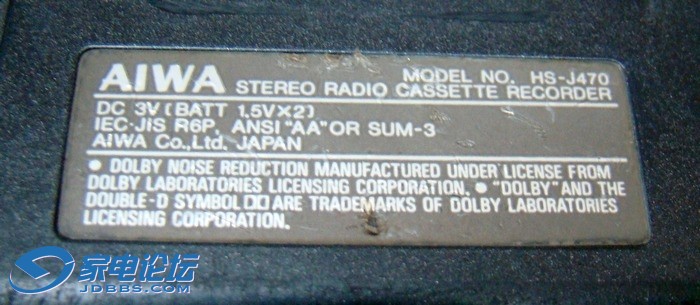 AIWA STEREO RADIO CASSETTE RECORDER
MODEL NO. HS-J470
DC 3V (BATT 1.5V×2)
IEC·JIS R6P, ANSI "AA" OR SUM-3
AIWA Co., Ltd. JAPAN
● DOLBY NOISE REDUCTION MANUFACTURED UNDER LICENSE FROM
DOLBY LABORATORIES LICENSING CORPORATION. ● "DOLBY" AND THE
DOUBLE-D SYMBOL ▯▯ ARE TRADEMARKS OF DOLBY LABORATORIES
LICENSING CORPORATION.
家电论坛
JDBBS.COM